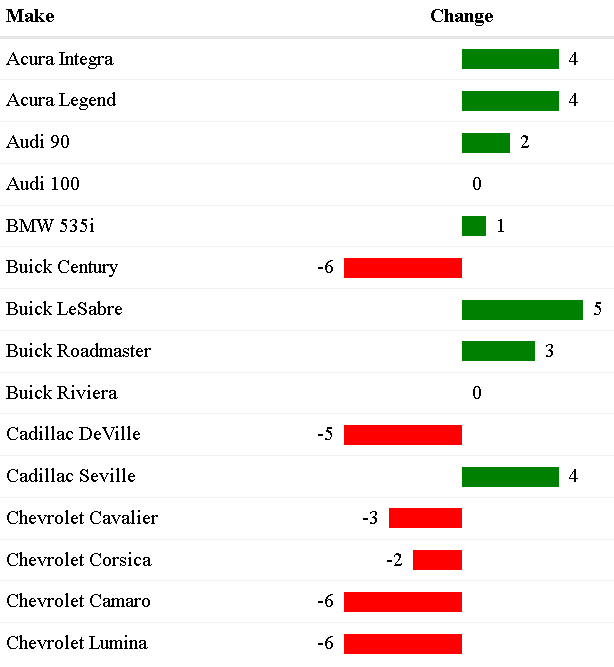 Make Change
Acura Integra 4
Acura Legend 4
Audi 90 2
Audi 100 0
BMW 535i 1
Buick Century -6
Buick LeSabre 5
Buick Roadmaster 3
Buick Riviera 0
Cadillac DeVille -5
Cadillac Seville 4
Chevrolet Cavalier -3
Chevrolet Corsica -2
Chevrolet Camaro -6
Chevrolet Lumina -6